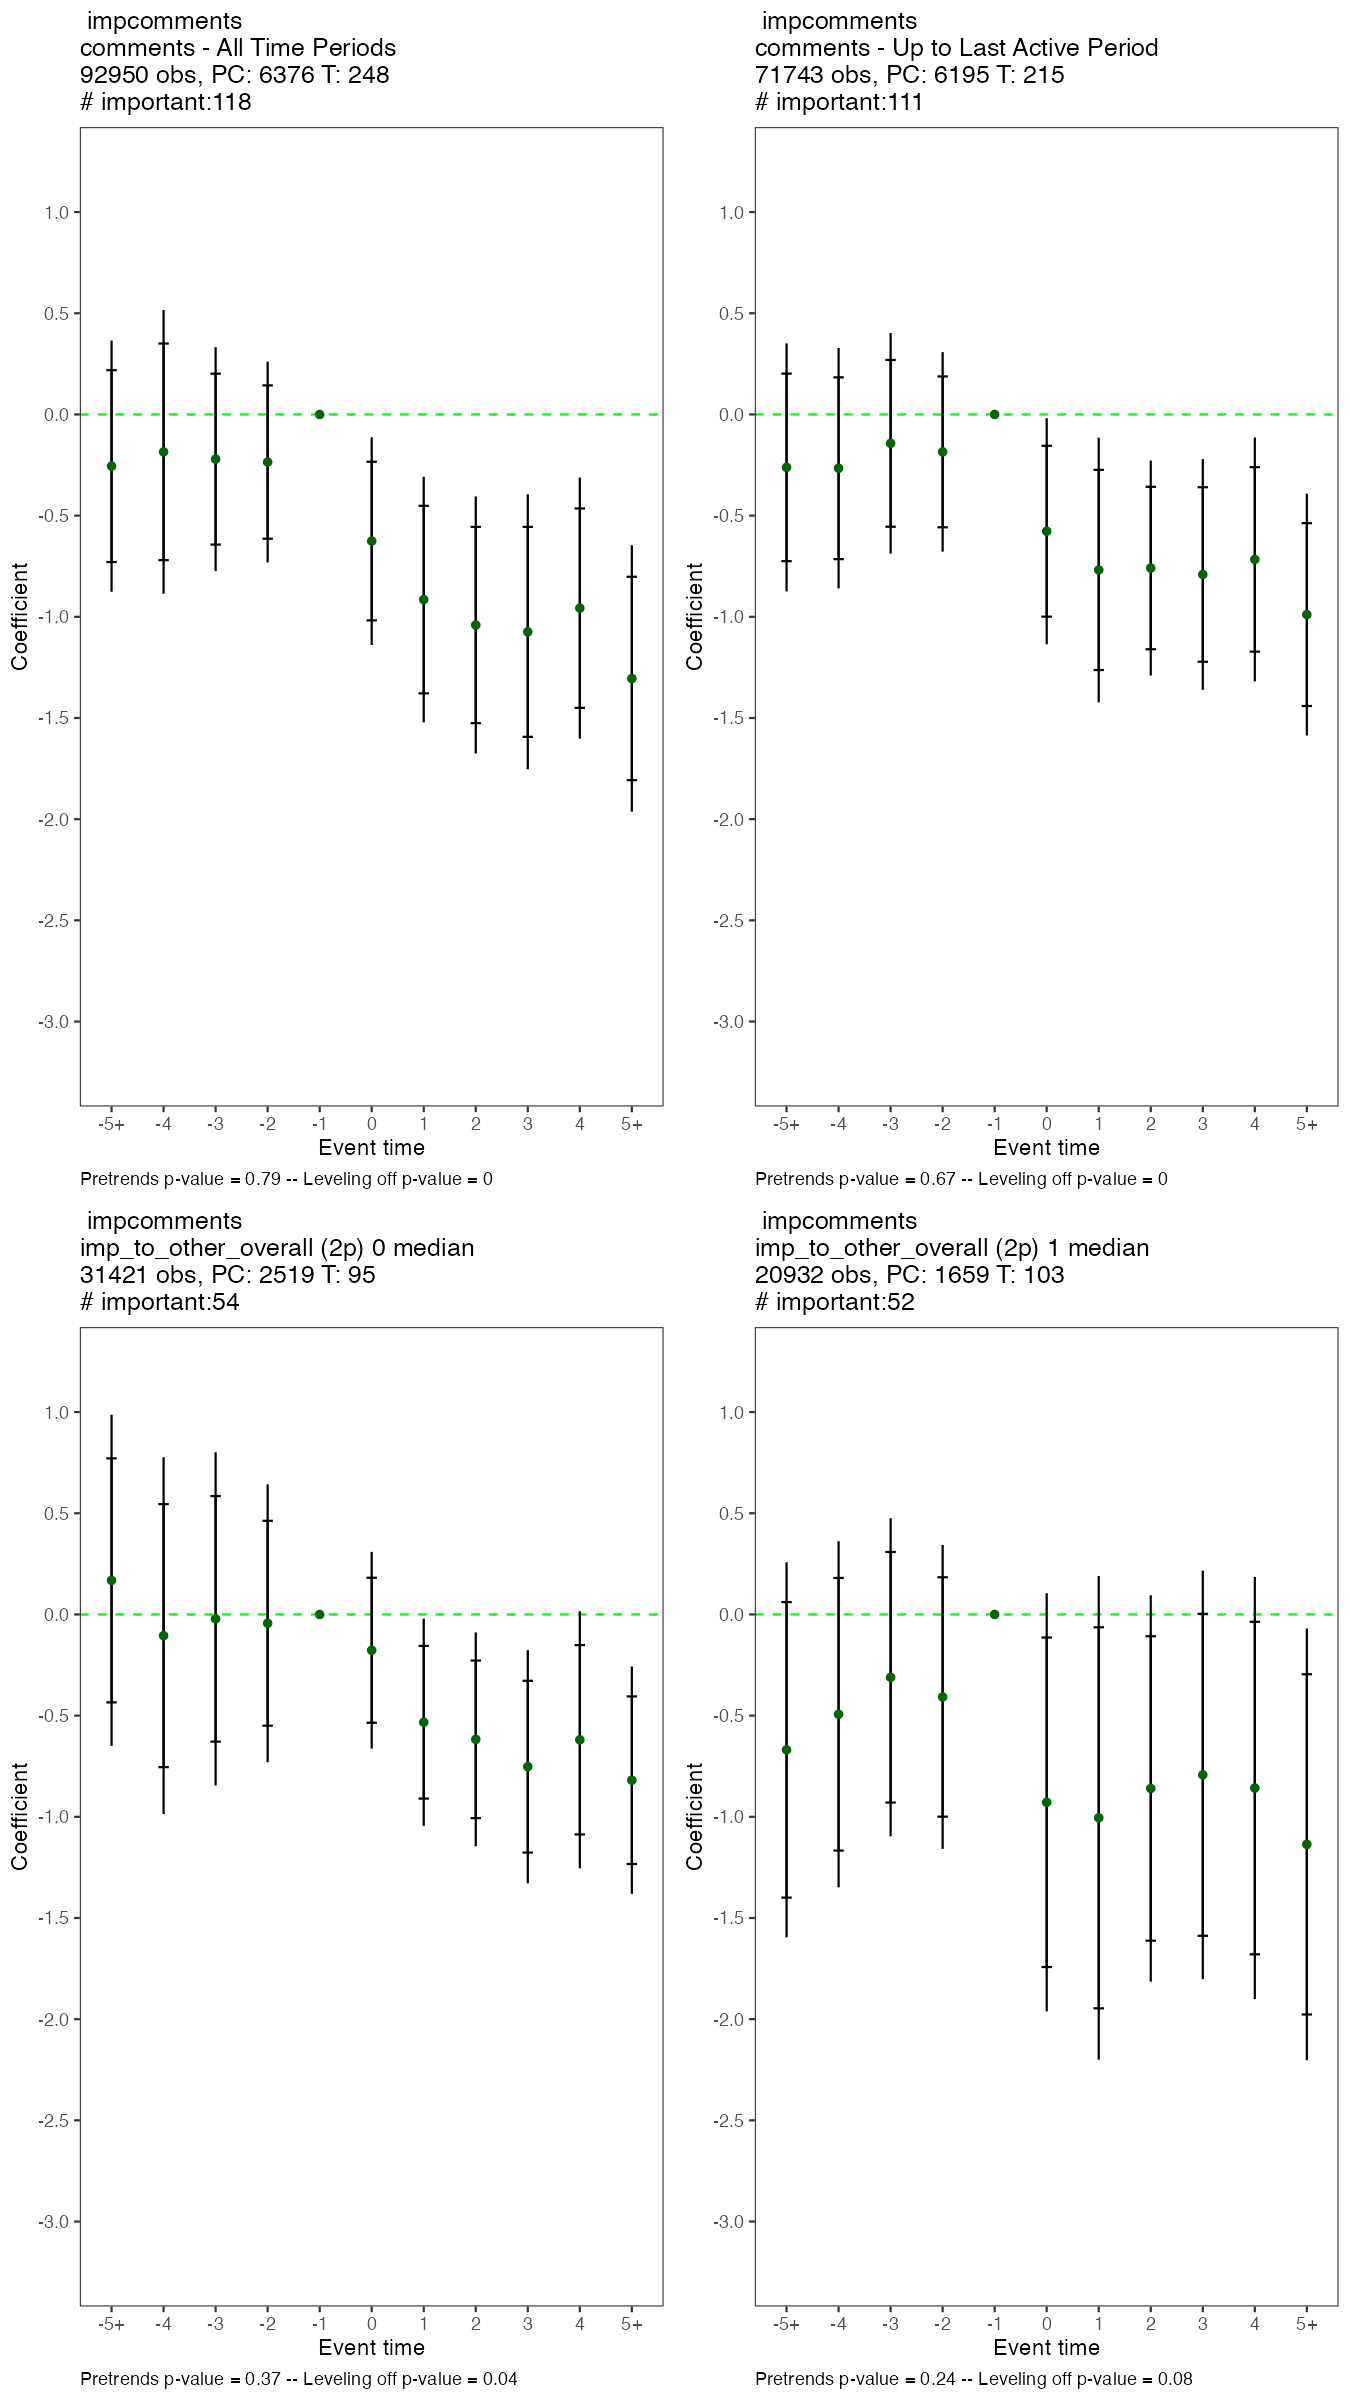 impcomments
comments - All Time Periods
92950 obs, PC: 6376 T: 248
# important:118
1.0
0.5
0.0
-0.5
-1.0
-1.5
-2.0
-2.5
-3.0
Coefficient
-5+ -4 -3 -2 -1 0 1 2 3 4 5+
Event time
Pretrends p-value = 0.79 -- Leveling off p-value = 0
impcomments
comments - Up to Last Active Period
71743 obs, PC: 6195 T: 215
# important:111
1.0
0.5
0.0
-0.5
-1.0
-1.5
-2.0
-2.5
-3.0
Coefficient
-5+ -4 -3 -2 -1 0 1 2 3 4 5+
Event time
Pretrends p-value = 0.67 -- Leveling off p-value = 0
impcomments
imp_to_other_overall (2p) 0 median
31421 obs, PC: 2519 T: 95
# important:54
1.0
0.5
0.0
-0.5
-1.0
-1.5
-2.0
-2.5
-3.0
Coefficient
-5+ -4 -3 -2 -1 0 1 2 3 4 5+
Event time
Pretrends p-value = 0.37 -- Leveling off p-value = 0.04
impcomments
imp_to_other_overall (2p) 1 median
20932 obs, PC: 1659 T: 103
# important:52
1.0
0.5
0.0
-0.5
-1.0
-1.5
-2.0
-2.5
-3.0
Coefficient
-5+ -4 -3 -2 -1 0 1 2 3 4 5+
Event time
Pretrends p-value = 0.24 -- Leveling off p-value = 0.08